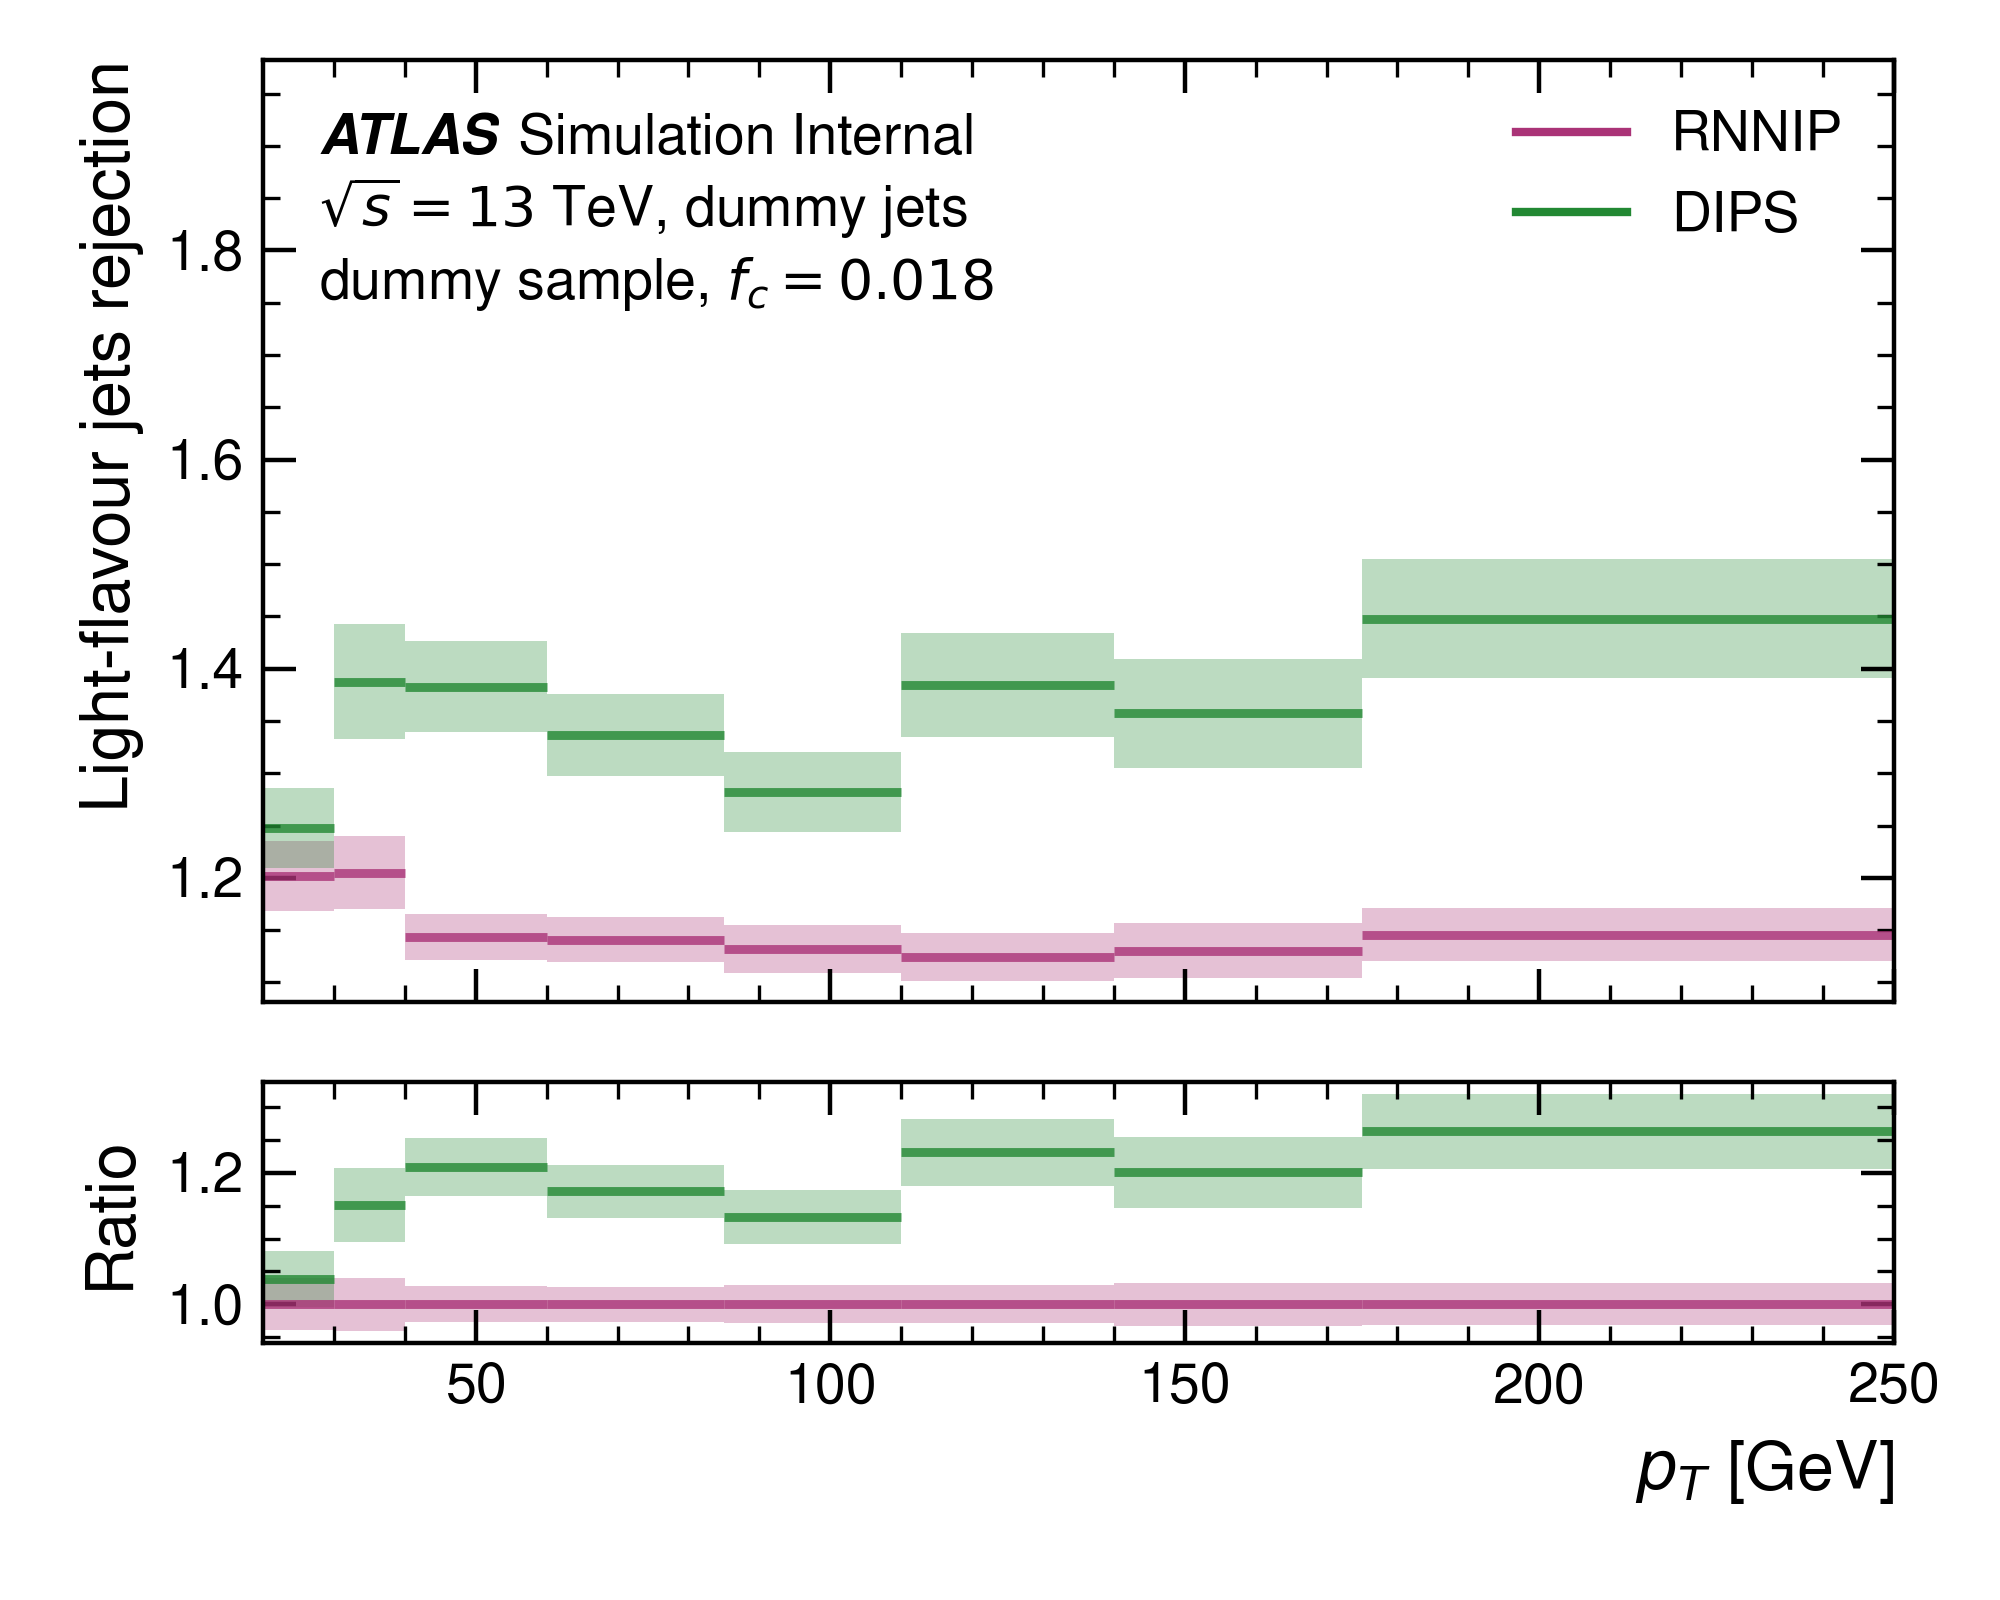 Light-flavour jets rejection
ATLAS Simulation Internal
√s = 13 TeV, dummy jets
dummy sample, f_c = 0.018
RNNIP
DIPS
1.8
1.6
1.4
1.2
Ratio
1.2
1.0
50 100 150 200 250
p_T [GeV]